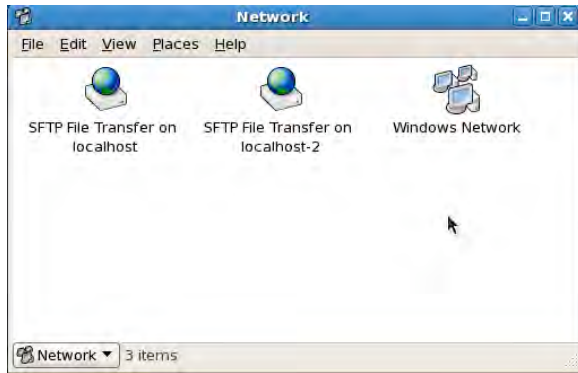 Network
File Edit View Places Help
SFTP File Transfer on
localhost
SFTP File Transfer on
localhost-2
Windows Network
Network 3 items